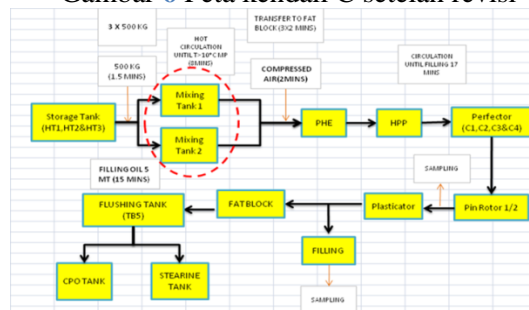 Gambar 6 Peta kendali C setelah revisi
3 X 500 KG
HOT
CIRCULATION
UNTIL T>10°C MP
TRANSFER TO FAT
BLOCK (3X2 MINS)
500 KG
(1.5 MINS)
COMPRESSED
AIR(2MINS)
CIRCULATION
UNTIL FILLING 17
MINS
Storage Tank
(HT1,HT2&HT3)
Mixing
Tank 1
Mixing
Tank 2
PHE
HPP
Perfector
(C1,C2,C3&C4)
FILLING OIL 5
MT (15 MINS)
SAMPLING
FLUSHING TANK
(TB5)
FAT BLOCK
Plasticator
Pin Rotor 1/2
FILLING
CPO TANK
STEARINE
TANK
SAMPLING